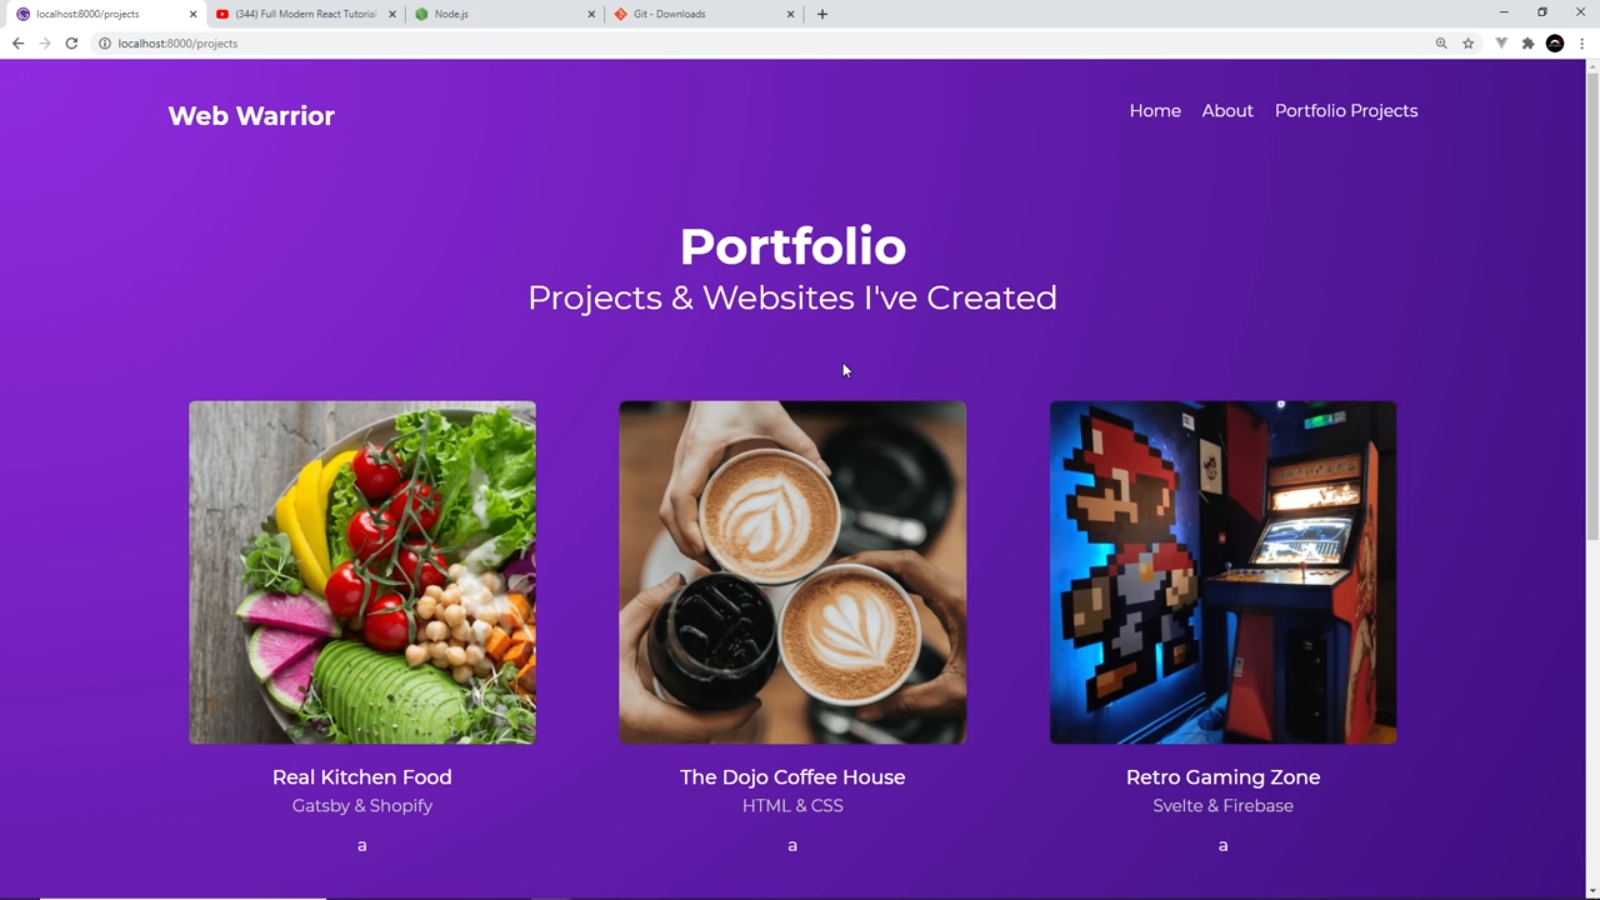 localhost:8000/projects
(344) Full Modern React Tutorial
Node.js
Git - Downloads
localhost:8000/projects
Web Warrior
Home
About
Portfolio Projects
Portfolio
Projects & Websites I've Created
Real Kitchen Food
Gatsby & Shopify
a
The Dojo Coffee House
HTML & CSS
a
Retro Gaming Zone
Svelte & Firebase
a